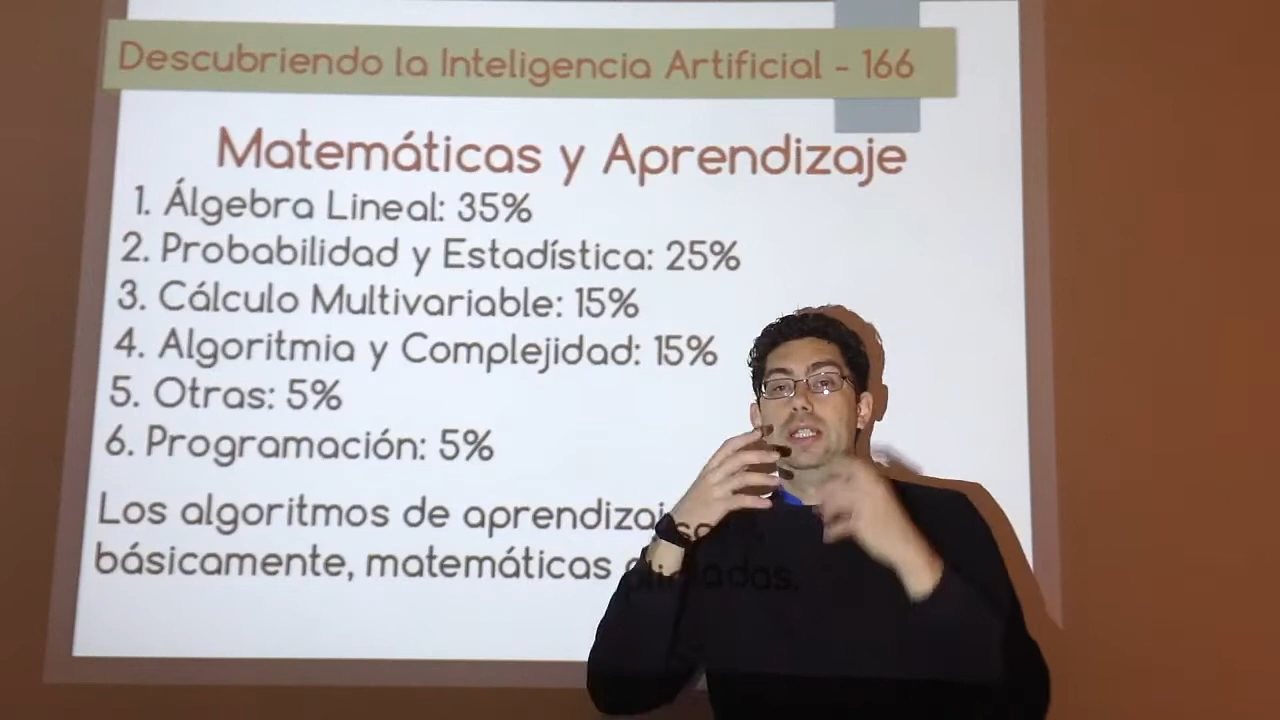 Descubriendo la Inteligencia Artificial - 166
Matemáticas y Aprendizaje
1. Álgebra Lineal: 35%
2. Probabilidad y Estadística: 25%
3. Cálculo Multivariable: 15%
4. Algoritmia y Complejidad: 15%
5. Otras: 5%
6. Programación: 5%
Los algoritmos de
básicamente, matemáticas